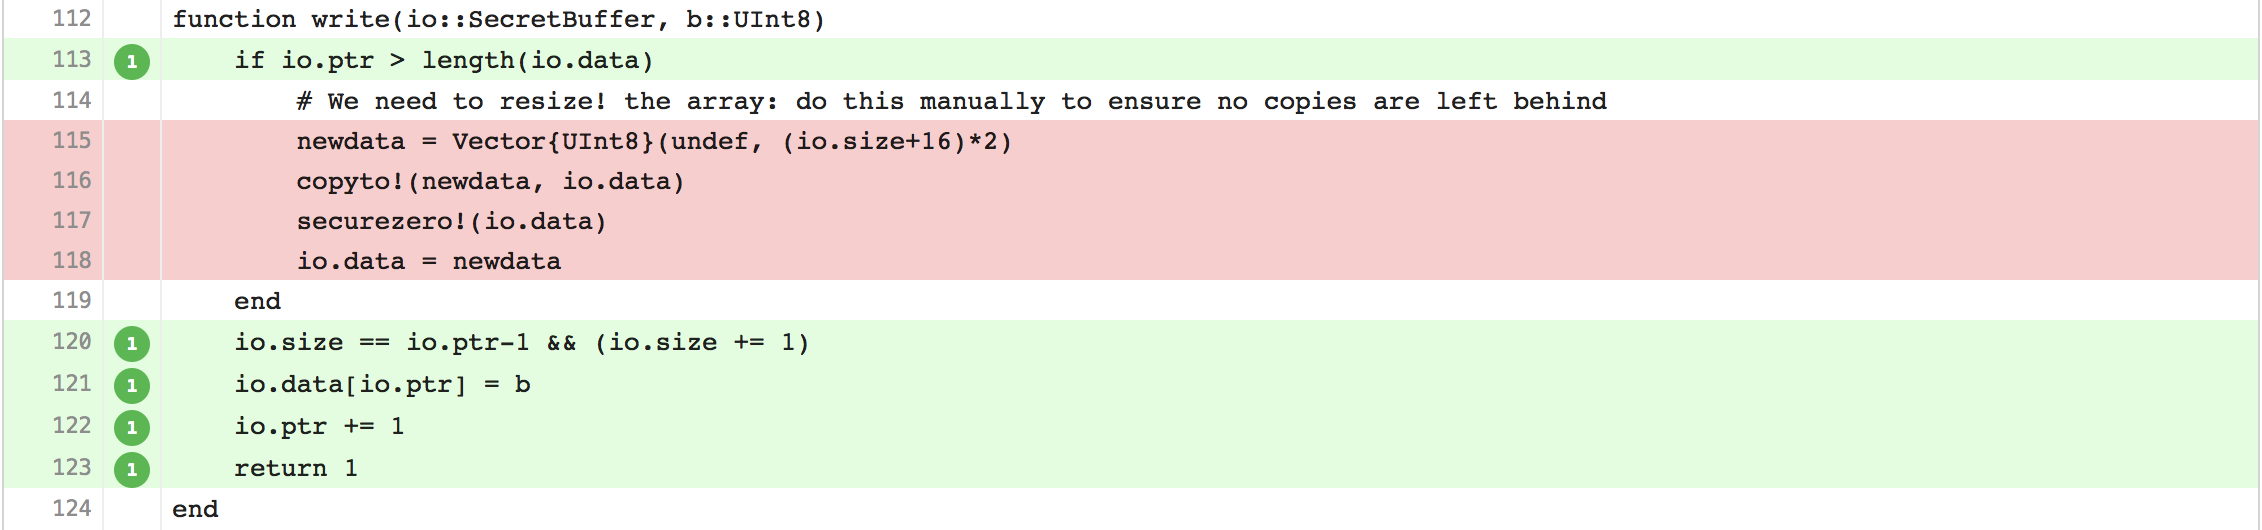 112 function write(io::SecretBuffer, b::UInt8)
113 1 if io.ptr > length(io.data)
114 # We need to resize! the array: do this manually to ensure no copies are left behind
115 newdata = Vector{UInt8}(undef, (io.size+16)*2)
116 copyto!(newdata, io.data)
117 securezero!(io.data)
118 io.data = newdata
119 end
120 1 io.size == io.ptr-1 && (io.size += 1)
121 1 io.data[io.ptr] = b
122 1 io.ptr += 1
123 1 return 1
124 end